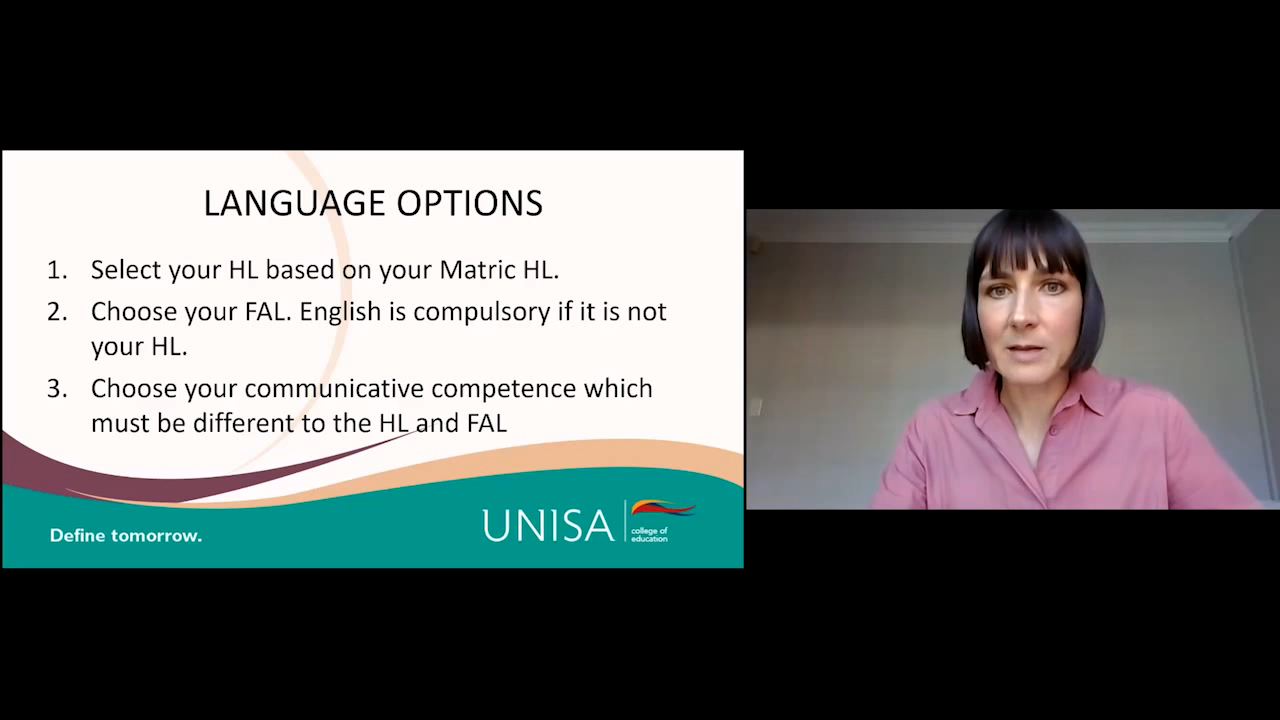 LANGUAGE OPTIONS
1. Select your HL based on your Matric HL.
2. Choose your FAL. English is compulsory if it is not
your HL.
3. Choose your communicative competence which
must be different to the HL and FAL
Define tomorrow.
UNISA
college of
education